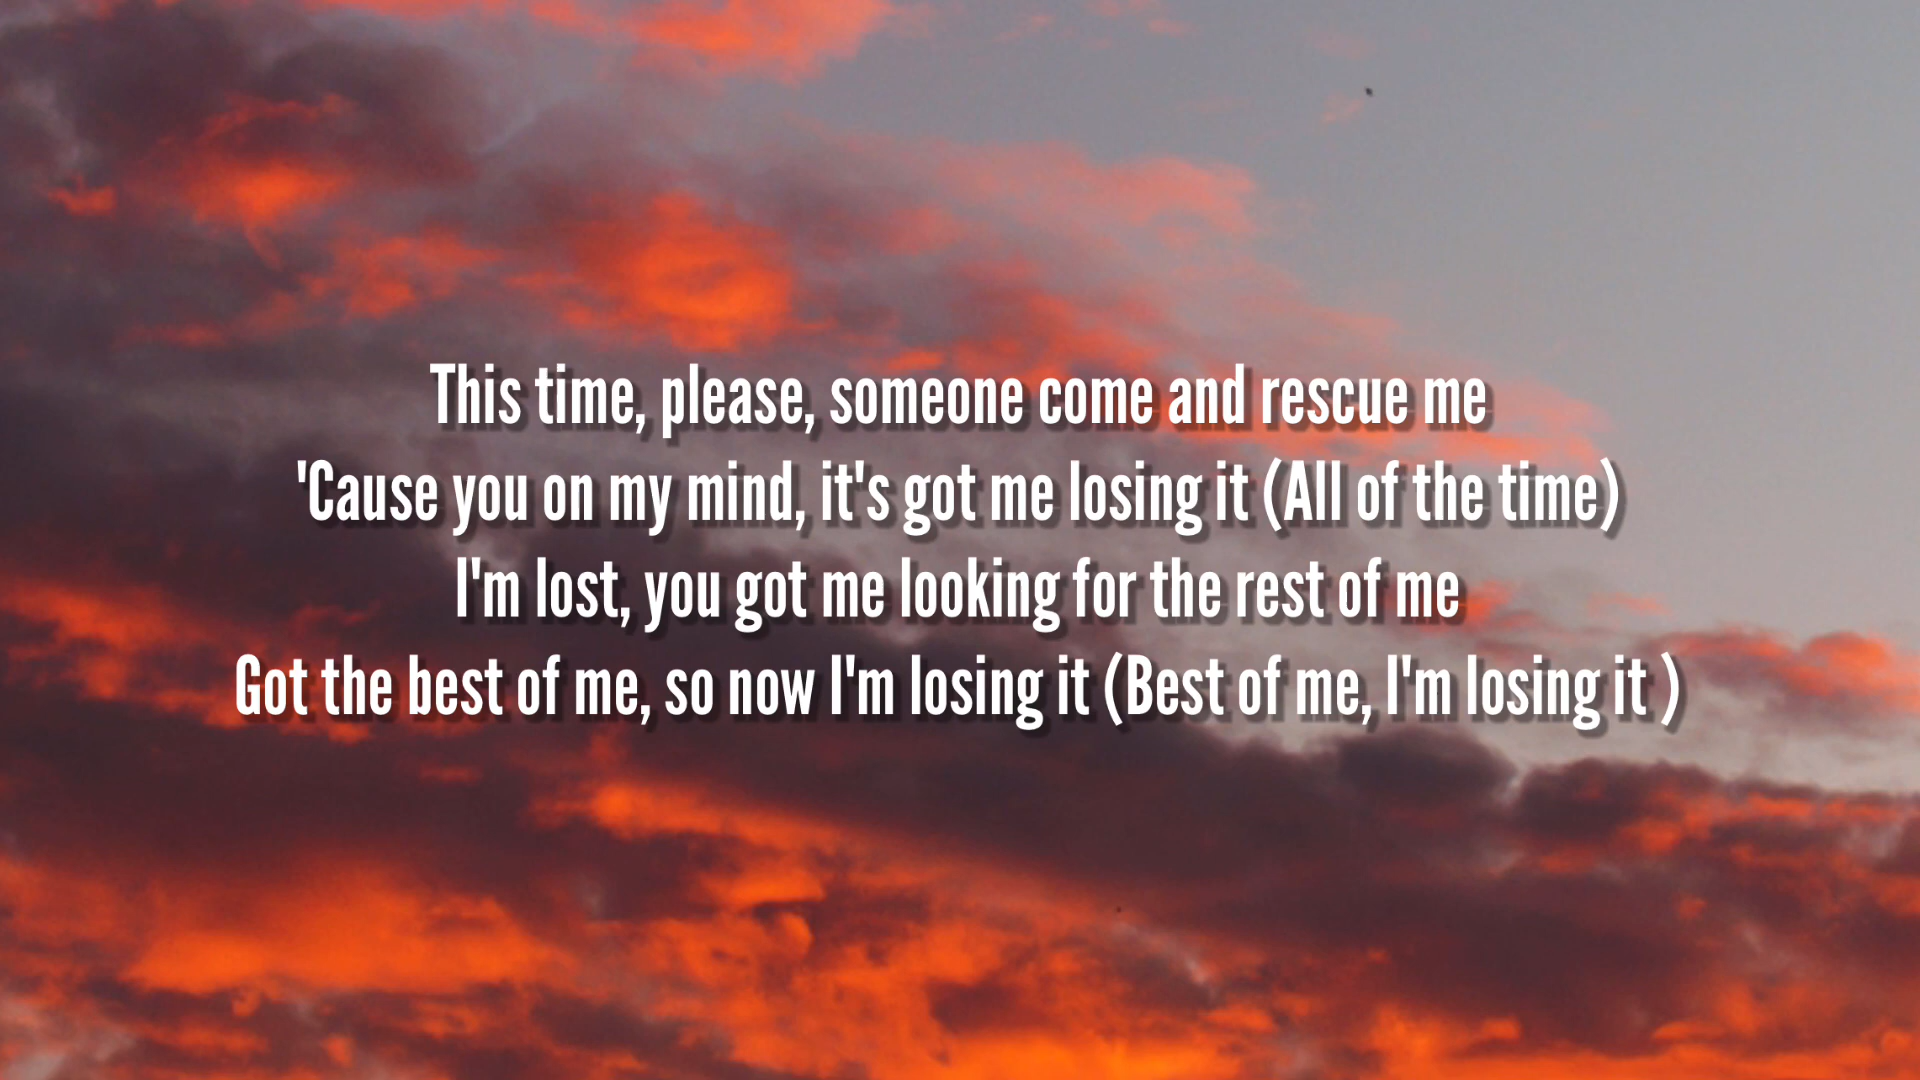 This time, please, someone come and rescue me
'Cause you on my mind, it's got me losing it (All of the time)
I'm lost, you got me looking for the rest of me
Got the best of me, so now I'm losing it (Best of me, I'm losing it )